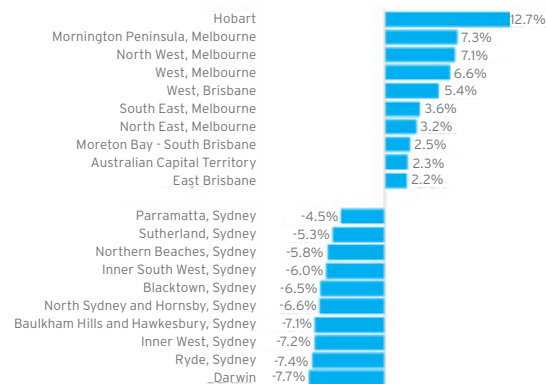 Hobart 12.7%
Mornington Peninsula, Melbourne 7.3%
North West, Melbourne 7.1%
West, Melbourne 6.6%
West, Brisbane 5.4%
South East, Melbourne 3.6%
North East, Melbourne 3.2%
Moreton Bay - South Brisbane 2.5%
Australian Capital Territory 2.3%
East Brisbane 2.2%
Parramatta, Sydney -4.5%
Sutherland, Sydney -5.3%
Northern Beaches, Sydney -5.8%
Inner South West, Sydney -6.0%
Blacktown, Sydney -6.5%
North Sydney and Hornsby, Sydney -6.6%
Baulkham Hills and Hawkesbury, Sydney -7.1%
Inner West, Sydney -7.2%
Ryde, Sydney -7.4%
Darwin -7.7%